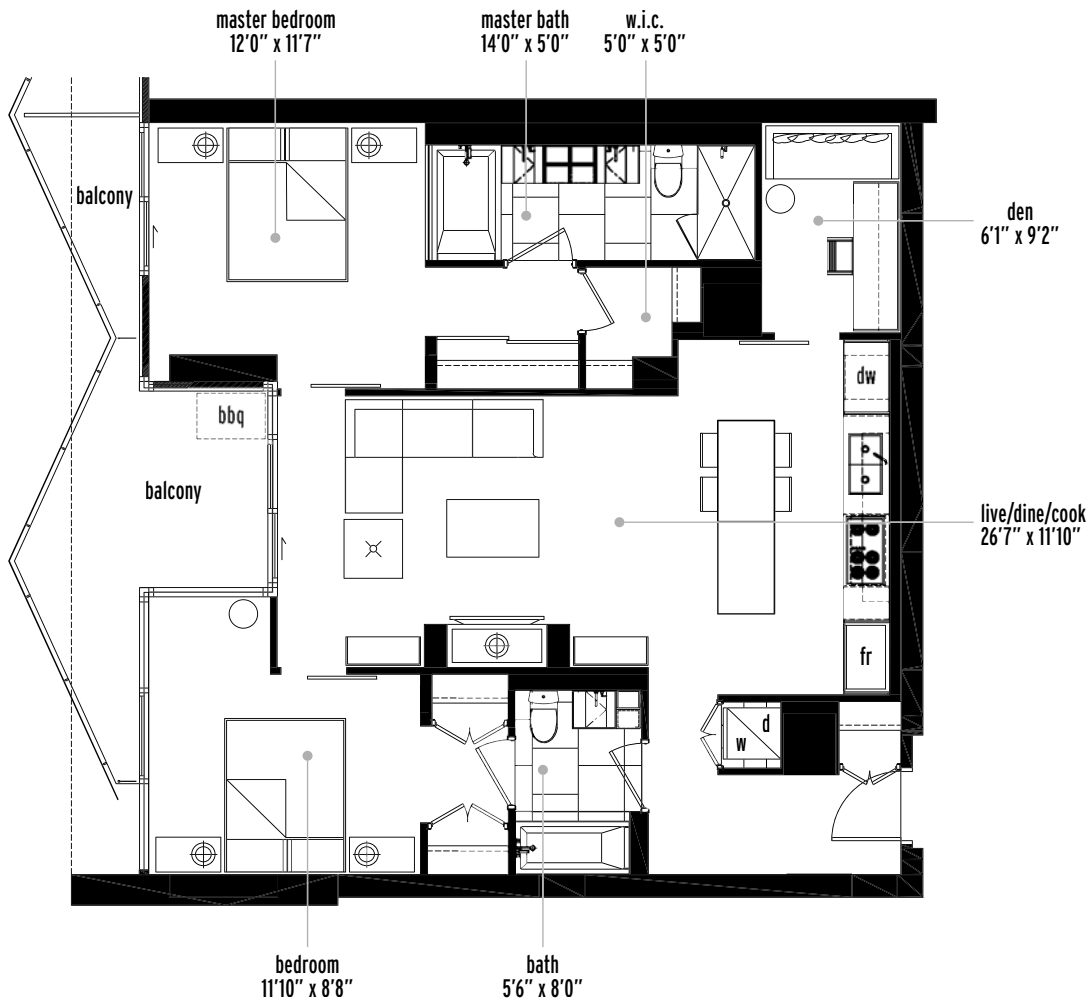 master bedroom
12'0" x 11'7"
master bath
14'0" x 5'0"
w.i.c.
5'0" x 5'0"
balcony
den
6'1" x 9'2"
dw
bbq
balcony
live/dine/cook
26'7" x 11'10"
fr
d
w
bedroom
11'10" x 8'8"
bath
5'6" x 8'0"